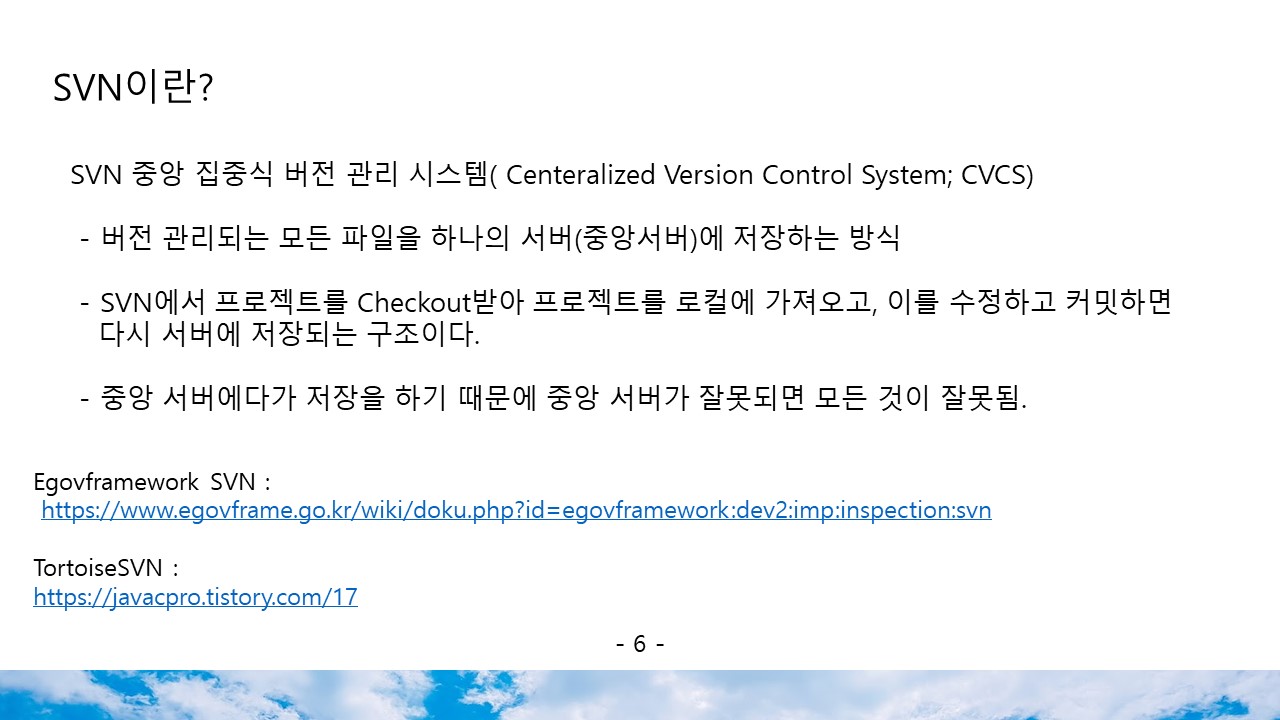 SVN이란?
SVN 중앙 집중식 버전 관리 시스템( Centeralized Version Control System; CVCS)
- 버전 관리되는 모든 파일을 하나의 서버(중앙서버)에 저장하는 방식
- SVN에서 프로젝트를 Checkout받아 프로젝트를 로컬에 가져오고, 이를 수정하고 커밋하면
다시 서버에 저장되는 구조이다.
- 중앙 서버에다가 저장을 하기 때문에 중앙 서버가 잘못되면 모든 것이 잘못됨.
Egovframework SVN :
https://www.egovframe.go.kr/wiki/doku.php?id=egovframework:dev2:imp:inspection:svn
TortoiseSVN :
https://javacpro.tistory.com/17
- 6 -